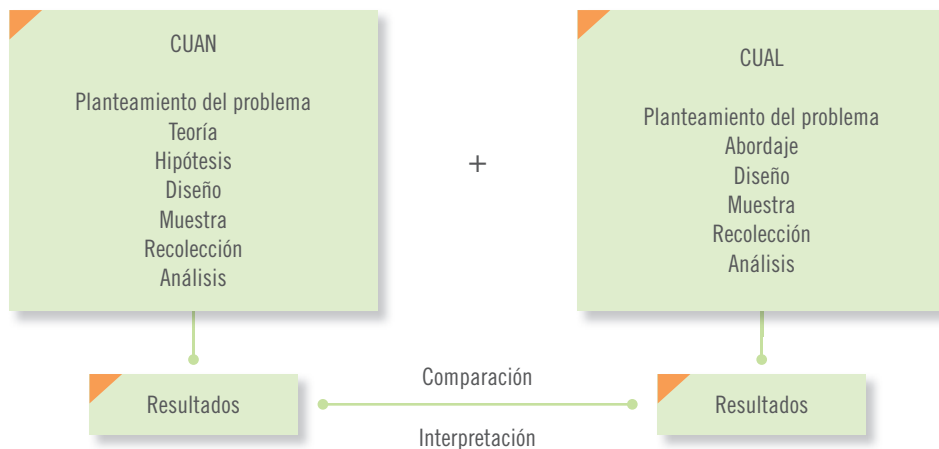 CUAN
Planteamiento del problema
Teoría
Hipótesis
Diseño
Muestra
Recolección
Análisis
+
CUAL
Planteamiento del problema
Abordaje
Diseño
Muestra
Recolección
Análisis
Resultados
Comparación
Interpretación
Resultados